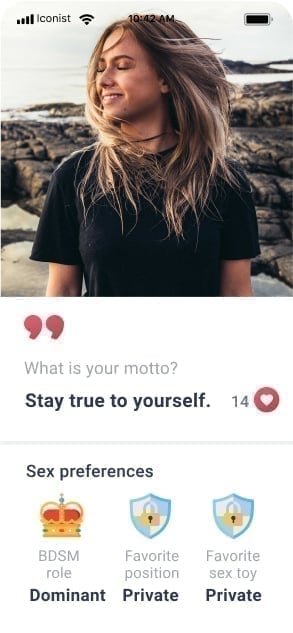 Iconist 10:42 AM
What is your motto?
Stay true to yourself. 14
Sex preferences
BDSM Favorite Favorite
role position sex toy
Dominant Private Private